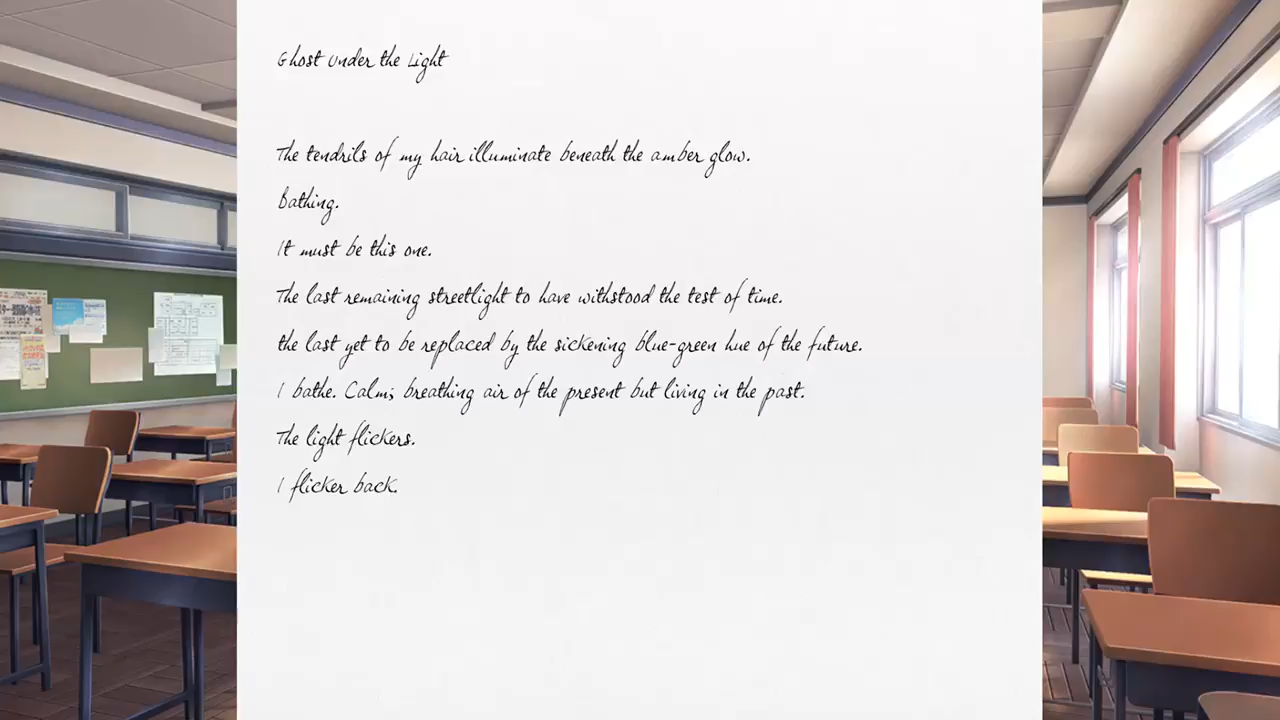 Ghost Under the Light
The tendrils of my hair illuminate beneath the amber glow.
Bathing.
It must be this one.
The last remaining streetlight to have withstood the test of time.
the last yet to be replaced by the sickening blue-green hue of the future.
I bathe. Calm; breathing air of the present but living in the past.
The light flickers.
I flicker back.